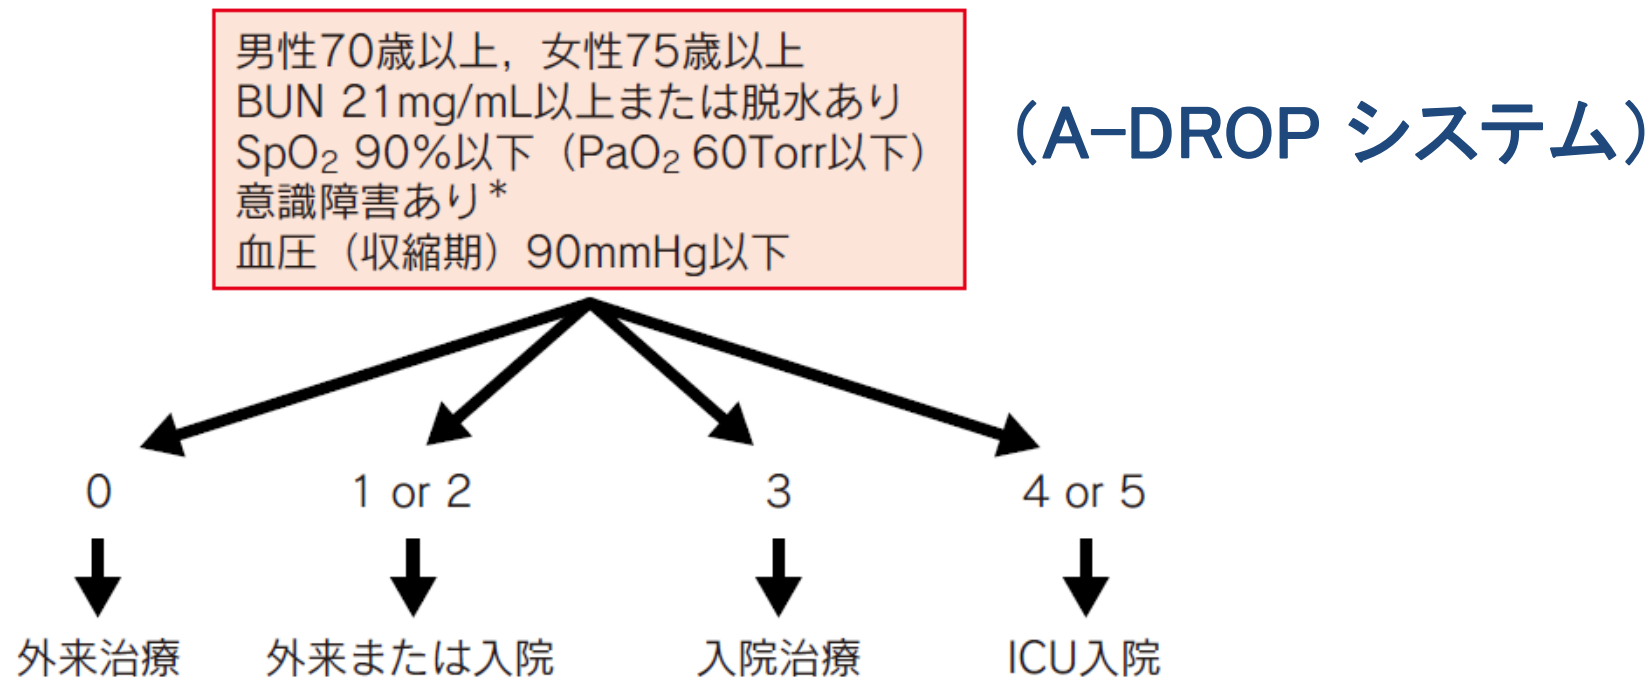 男性70歳以上，女性75歳以上
BUN 21mg/mL以上または脱水あり
SpO₂ 90%以下（PaO₂ 60Torr以下）
意識障害あり*
血圧（収縮期）90mmHg以下
（A-DROP システム）
0
1 or 2
3
4 or 5
外来治療
外来または入院
入院治療
ICU入院